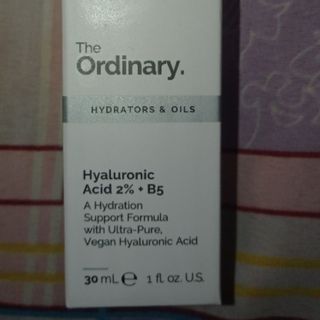 The
Ordinary.
HYDRATORS & OILS
Hyaluronic
Acid 2% + B5
A Hydration
Support Formula
with Ultra-Pure,
Vegan Hyaluronic Acid
30 mL ℮ 1 fl. oz. U.S.